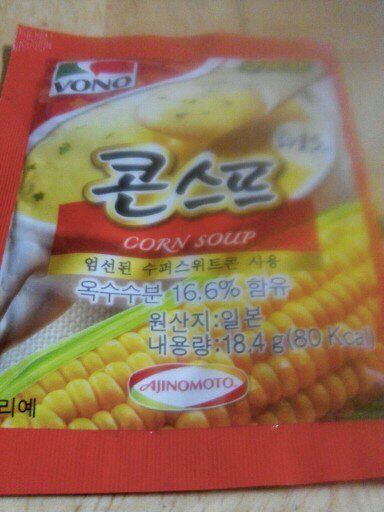 VONO
콘스프
CORN SOUP
엄선된 수퍼스위트콘 사용
옥수수분 16.6% 함유
원산지:일본
내용량:18.4g(80 Kcal)
AJINOMOTO
리예